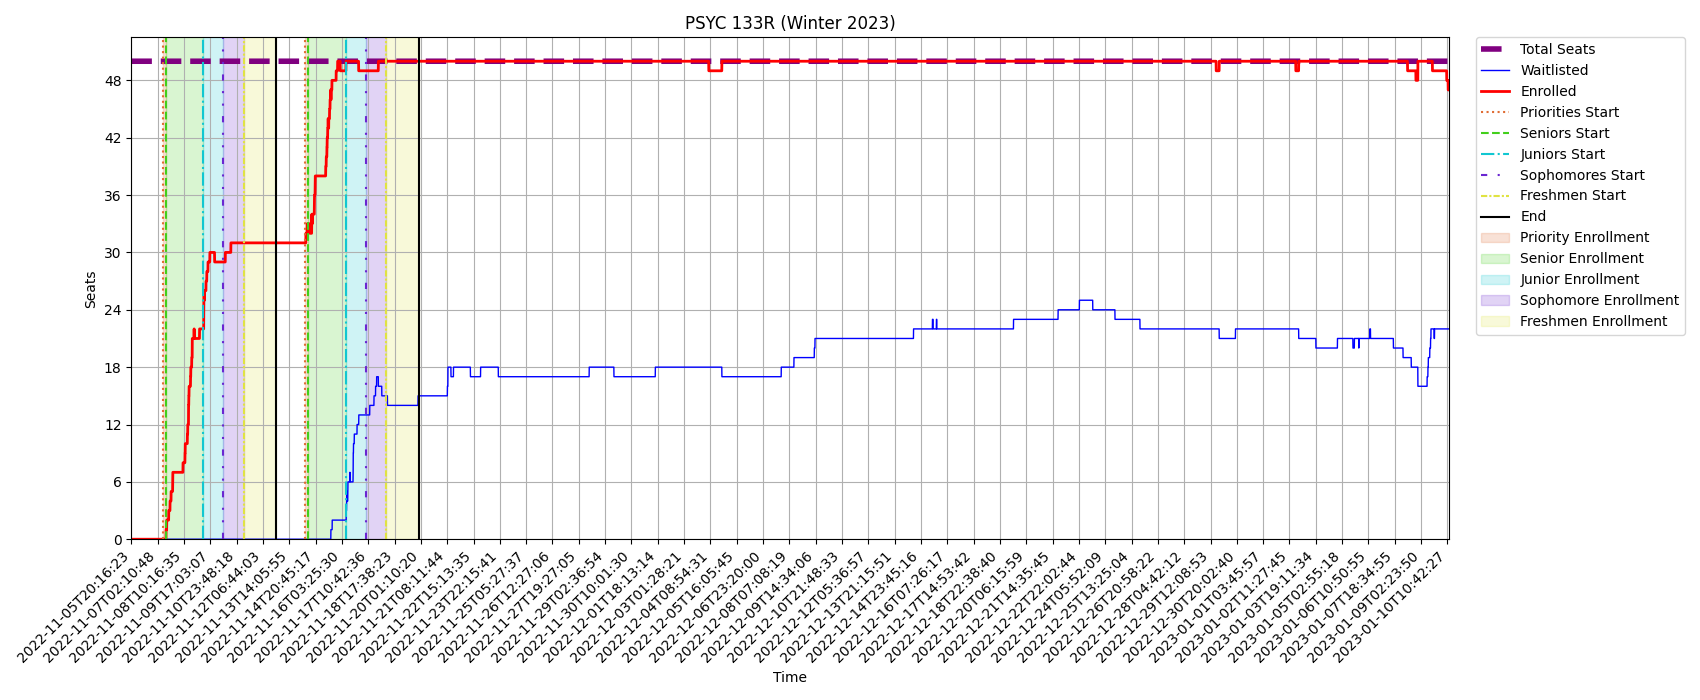 PSYC 133R (Winter 2023)
Seats
48
42
36
30
24
18
12
6
0
2022-11-05T20:16:23
2022-11-07T02:10:48
2022-11-08T10:16:35
2022-11-09T17:03:07
2022-11-10T23:48:18
2022-11-12T06:44:03
2022-11-13T14:05:55
2022-11-14T20:45:17
2022-11-16T03:25:30
2022-11-17T10:42:36
2022-11-18T17:38:23
2022-11-20T01:10:20
2022-11-21T08:11:44
2022-11-22T15:13:35
2022-11-23T22:15:41
2022-11-25T05:27:37
2022-11-26T12:27:06
2022-11-27T19:27:05
2022-11-29T02:36:54
2022-11-30T10:01:30
2022-12-01T18:13:14
2022-12-03T01:28:21
2022-12-04T08:54:31
2022-12-05T16:05:45
2022-12-06T23:20:00
2022-12-08T07:08:19
2022-12-09T14:34:06
2022-12-10T21:48:33
2022-12-12T05:36:57
2022-12-13T13:15:51
2022-12-14T23:45:16
2022-12-16T07:26:17
2022-12-17T14:53:42
2022-12-18T22:38:40
2022-12-20T06:15:59
2022-12-21T14:35:45
2022-12-22T22:02:44
2022-12-24T05:52:09
2022-12-25T13:25:04
2022-12-26T20:58:22
2022-12-28T04:42:12
2022-12-29T12:08:53
2022-12-30T20:02:40
2023-01-01T03:45:57
2023-01-02T11:27:45
2023-01-03T19:11:34
2023-01-05T02:55:18
2023-01-06T10:50:55
2023-01-07T18:34:55
2023-01-09T02:23:50
2023-01-10T10:42:27
Time
Total Seats
Waitlisted
Enrolled
Priorities Start
Seniors Start
Juniors Start
Sophomores Start
Freshmen Start
End
Priority Enrollment
Senior Enrollment
Junior Enrollment
Sophomore Enrollment
Freshmen Enrollment